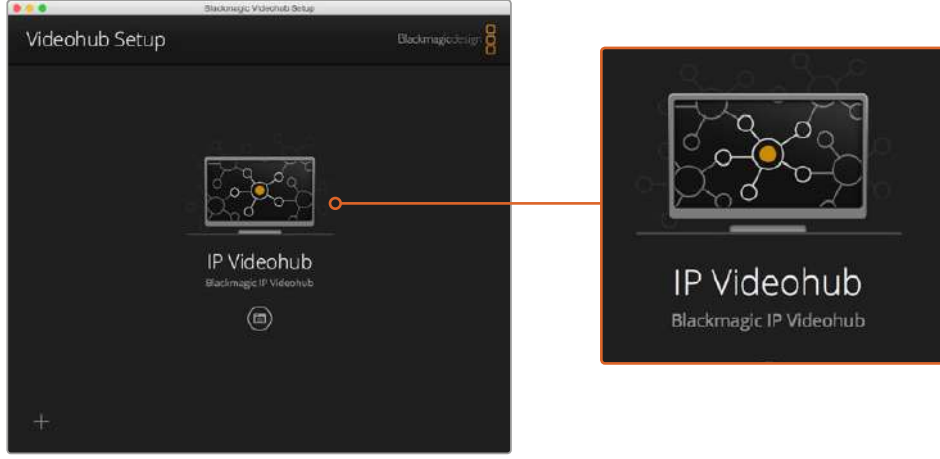 Blackmagic Videohub Setup
Videohub Setup
Blackmagicdesign
IP Videohub
Blackmagic IP Videohub
IP Videohub
Blackmagic IP Videohub